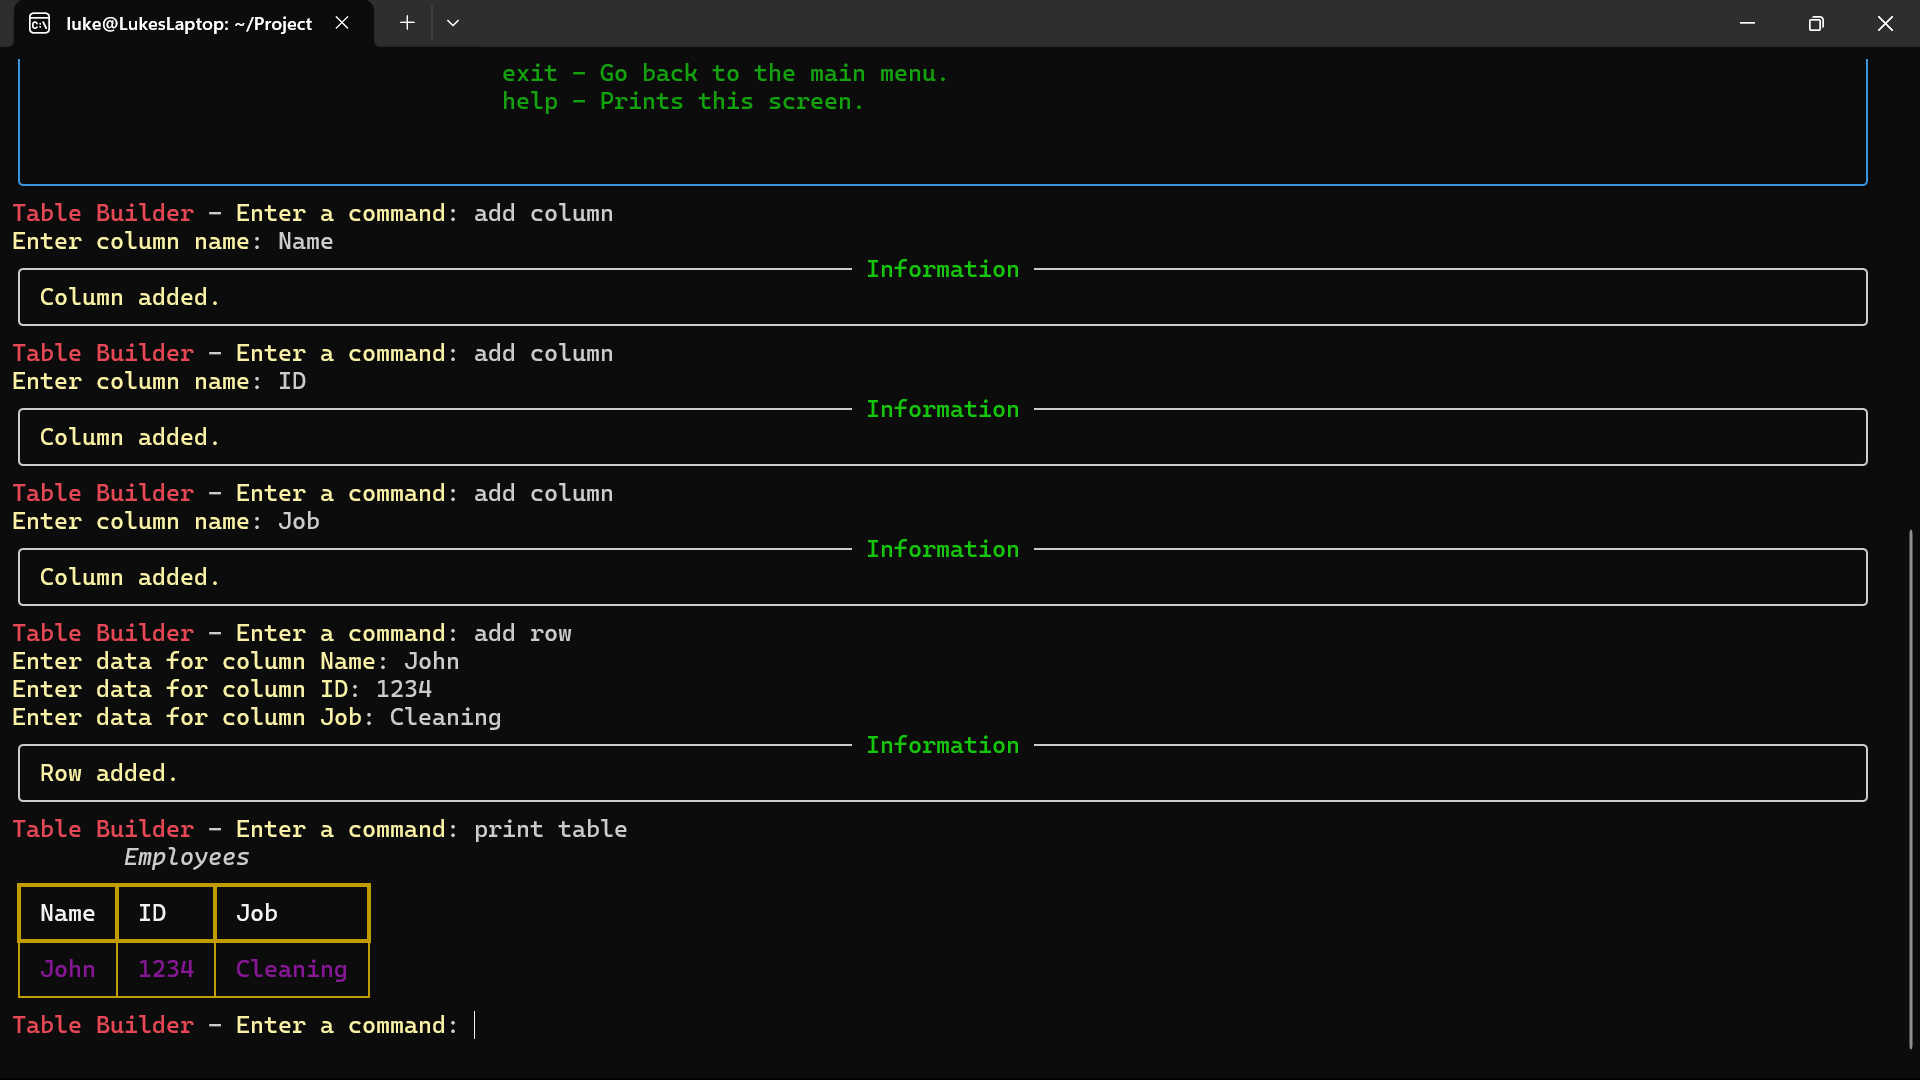 luke@LukesLaptop: ~/Project
exit - Go back to the main menu.
help - Prints this screen.
Table Builder - Enter a command: add column
Enter column name: Name
Information
Column added.
Table Builder - Enter a command: add column
Enter column name: ID
Information
Column added.
Table Builder - Enter a command: add column
Enter column name: Job
Information
Column added.
Table Builder - Enter a command: add row
Enter data for column Name: John
Enter data for column ID: 1234
Enter data for column Job: Cleaning
Information
Row added.
Table Builder - Enter a command: print table
Employees
Name ID Job
John 1234 Cleaning
Table Builder - Enter a command: